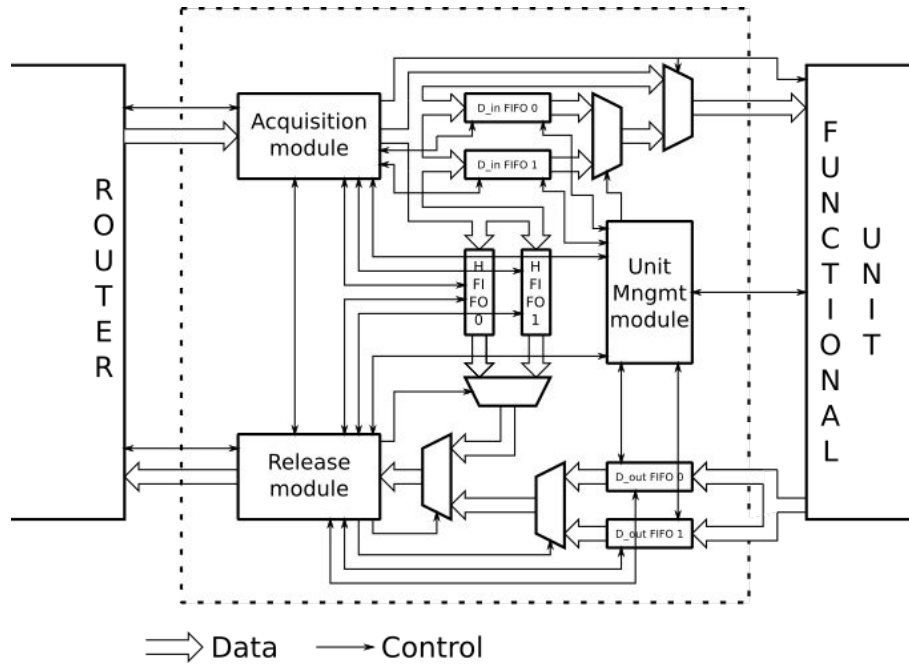 ROUTER
Acquisition
module
D_in FIFO 0
D_in FIFO 1
H
FI
FO
0
H
FI
FO
1
Unit
Mngmt
module
FUNCTIONAL
UNIT
Release
module
D_out FIFO 0
D_out FIFO 1
Data
Control